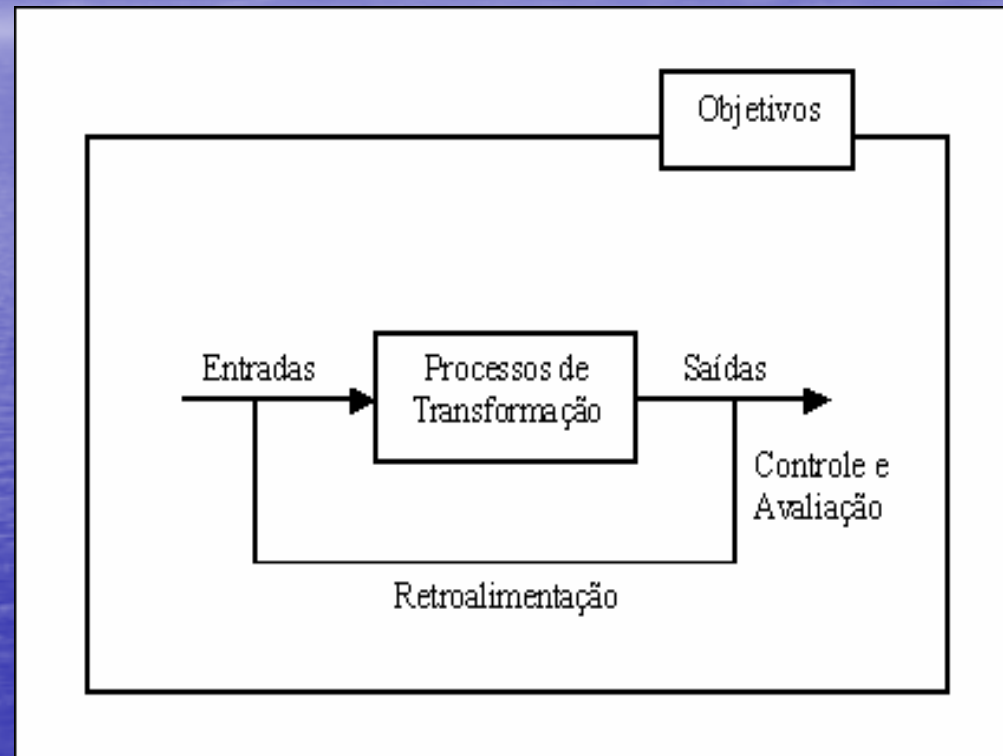 Objetivos
Entradas
Processos de
Transformação
Saídas
Controle e
Avaliação
Retroalimentação